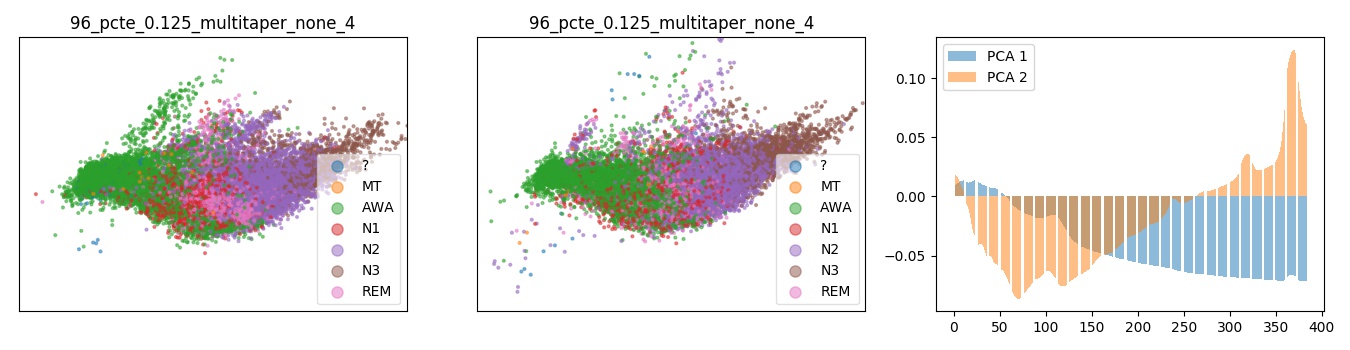 96_pcte_0.125_multitaper_none_4
?
MT
AWA
N1
N2
N3
REM
96_pcte_0.125_multitaper_none_4
?
MT
AWA
N1
N2
N3
REM
PCA 1
PCA 2
0.10
0.05
0.00
−0.05
0 50 100 150 200 250 300 350 400